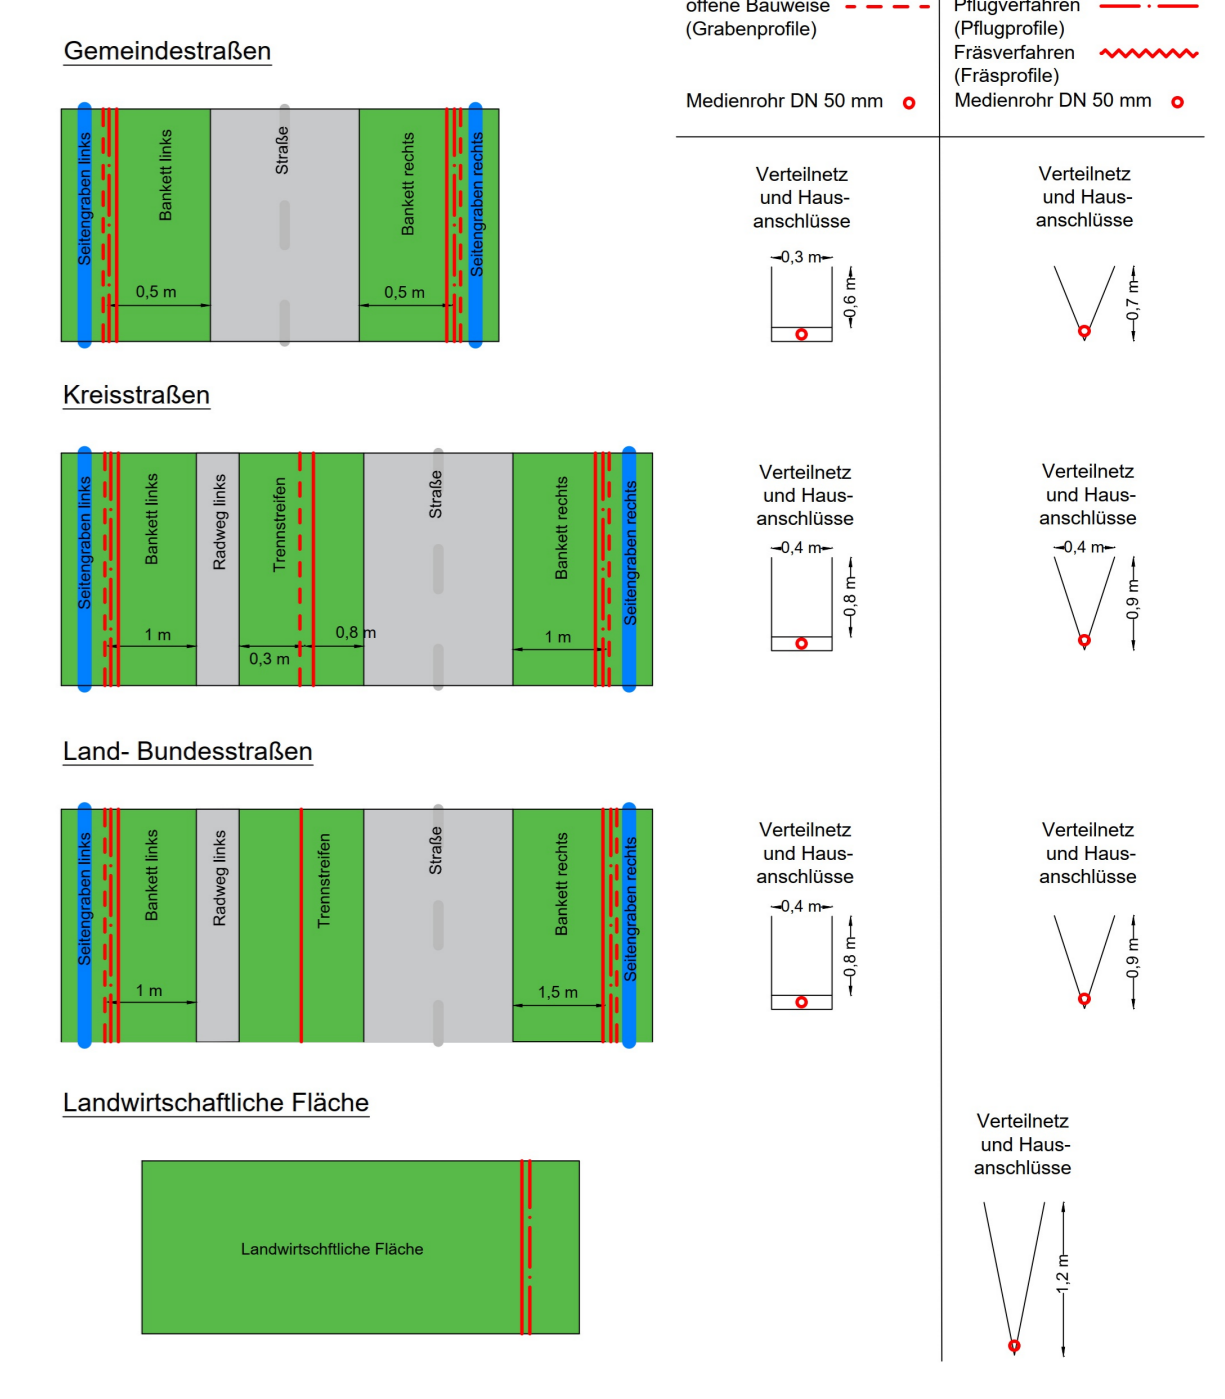 offene Bauweise
(Grabenprofile)
Pflugverfahren
(Pflugprofile)
Fräsverfahren
(Fräsprofile)
Medienrohr DN 50 mm
Medienrohr DN 50 mm
Gemeindestraßen
Seitengraben links
Bankett links
Straße
Bankett rechts
Seitengraben rechts
0,5 m
0,5 m
Verteilnetz
und Haus-
anschlüsse
0,3 m
0,6 m
Verteilnetz
und Haus-
anschlüsse
0,7 m
Kreisstraßen
Seitengraben links
Bankett links
Radweg links
Trennstreifen
Straße
Bankett rechts
Seitengraben rechts
1 m
0,3 m
0,8 m
1 m
Verteilnetz
und Haus-
anschlüsse
0,4 m
0,8 m
Verteilnetz
und Haus-
anschlüsse
0,4 m
0,9 m
Land- Bundesstraßen
Seitengraben links
Bankett links
Radweg links
Trennstreifen
Straße
Bankett rechts
Seitengraben rechts
1 m
1,5 m
Verteilnetz
und Haus-
anschlüsse
0,4 m
0,8 m
Verteilnetz
und Haus-
anschlüsse
0,9 m
Landwirtschaftliche Fläche
Landwirtschftliche Fläche
Verteilnetz
und Haus-
anschlüsse
1,2 m